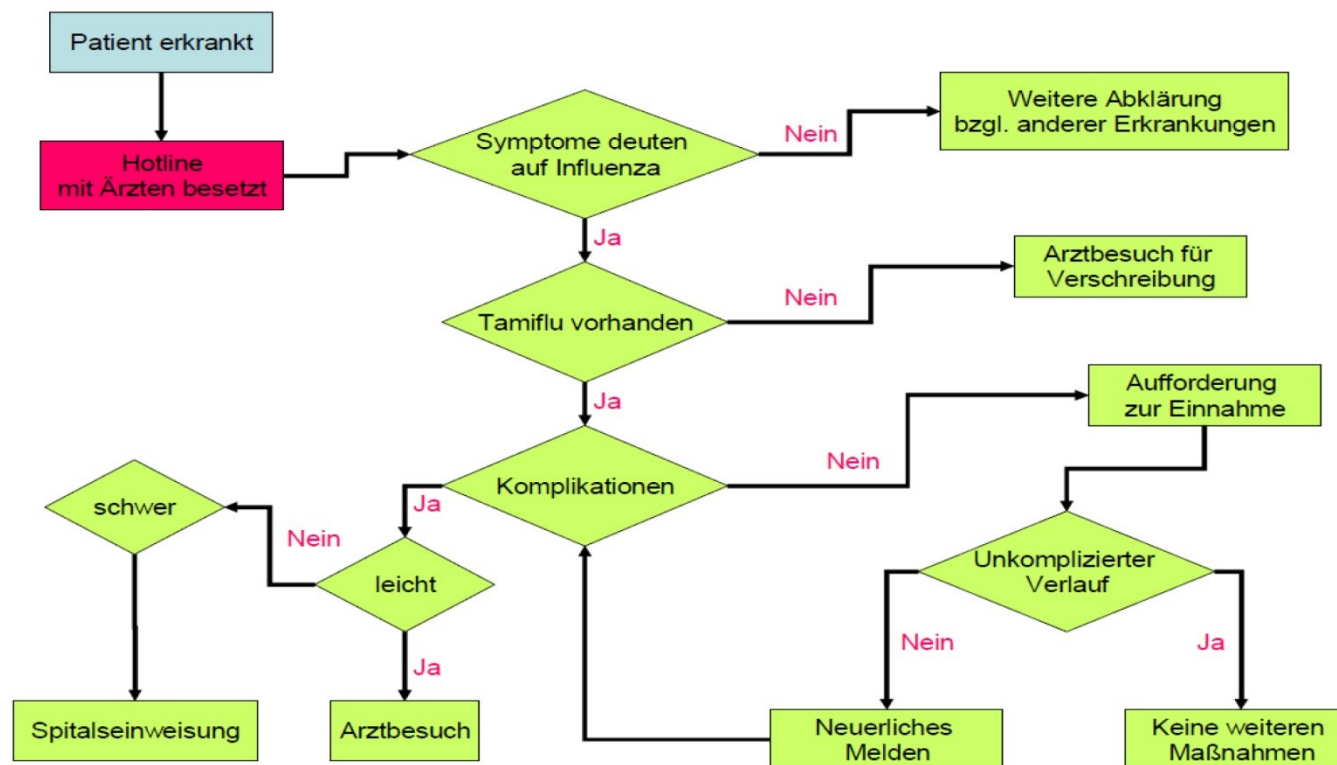 Patient erkrankt
Hotline
mit Ärzten besetzt
Symptome deuten
auf Influenza
Nein
Weitere Abklärung
bzgl. anderer Erkrankungen
Ja
Tamiflu vorhanden
Nein
Arztbesuch für
Verschreibung
Ja
Komplikationen
Nein
Aufforderung
zur Einnahme
Ja
schwer
Nein
leicht
Unkomplizierter
Verlauf
Nein
Ja
Ja
Spitalseinweisung
Arztbesuch
Neuerliches
Melden
Keine weiteren
Maßnahmen